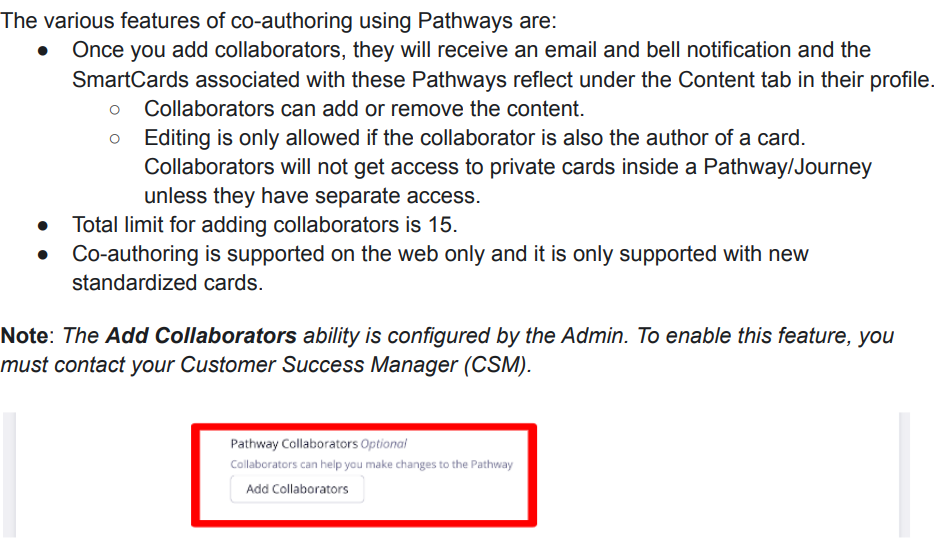 The various features of co-authoring using Pathways are:
● Once you add collaborators, they will receive an email and bell notification and the
SmartCards associated with these Pathways reflect under the Content tab in their profile.
○ Collaborators can add or remove the content.
○ Editing is only allowed if the collaborator is also the author of a card.
Collaborators will not get access to private cards inside a Pathway/Journey
unless they have separate access.
● Total limit for adding collaborators is 15.
● Co-authoring is supported on the web only and it is only supported with new
standardized cards.
Note: The Add Collaborators ability is configured by the Admin. To enable this feature, you
must contact your Customer Success Manager (CSM).
Pathway Collaborators Optional
Collaborators can help you make changes to the Pathway
Add Collaborators